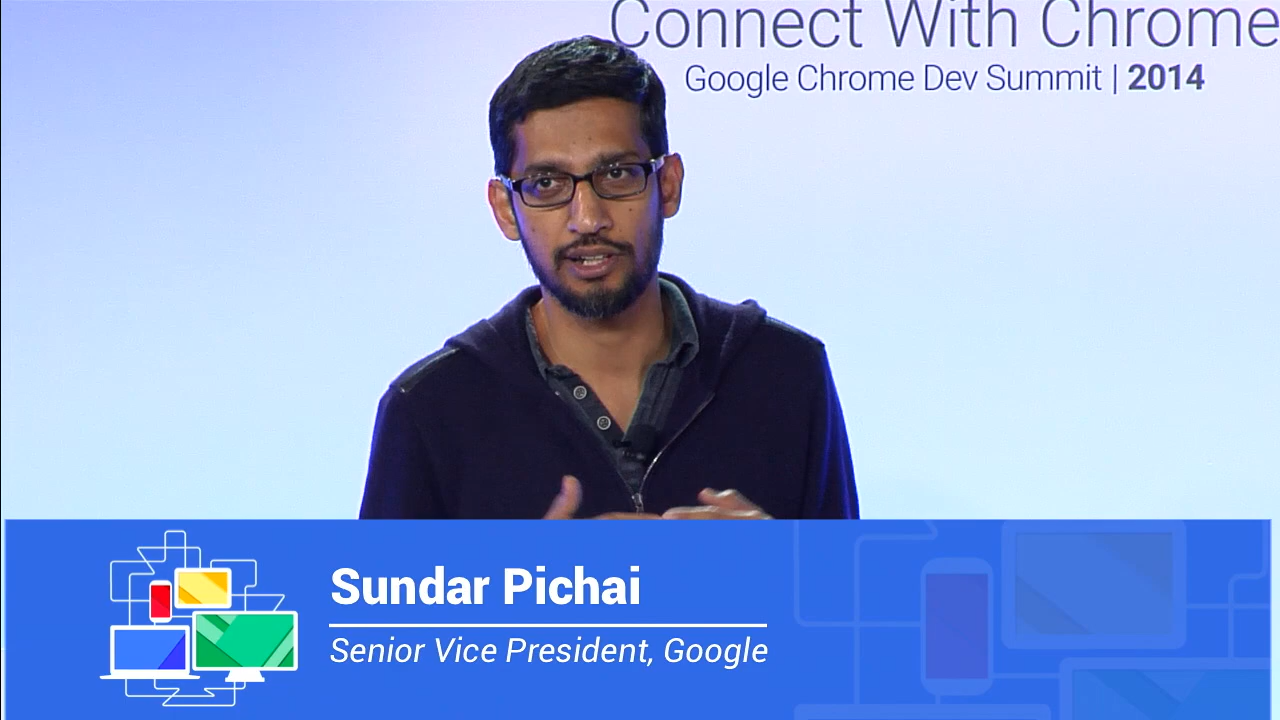 Connect With Chrome
Google Chrome Dev Summit | 2014
Sundar Pichai
Senior Vice President, Google